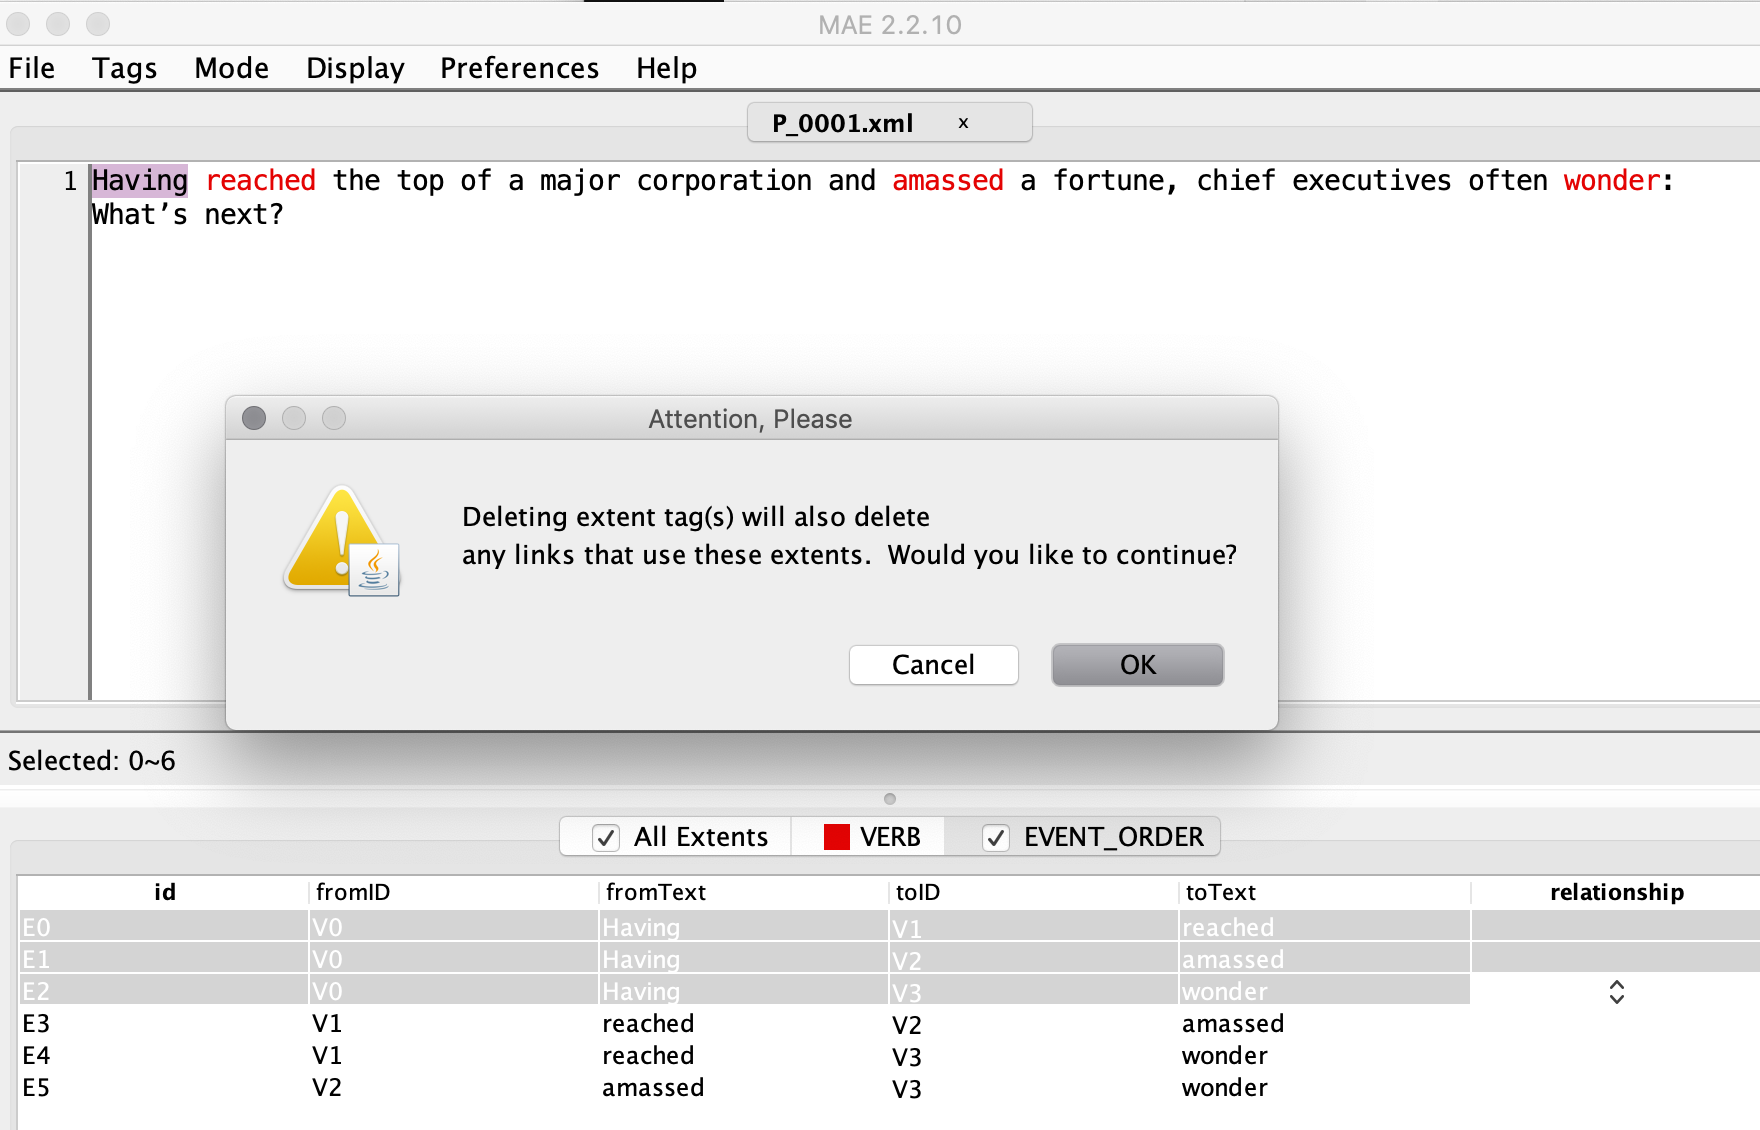 MAE 2.2.10
File Tags Mode Display Preferences Help
P_0001.xml x
1 Having reached the top of a major corporation and amassed a fortune, chief executives often wonder:
What’s next?
Attention, Please
Deleting extent tag(s) will also delete
any links that use these extents. Would you like to continue?
Cancel OK
Selected: 0~6
All Extents VERB EVENT_ORDER
id fromID fromText toID toText relationship
E0 V0 Having V1 reached
E1 V0 Having V2 amassed
E2 V0 Having V3 wonder
E3 V1 reached V2 amassed
E4 V1 reached V3 wonder
E5 V2 amassed V3 wonder